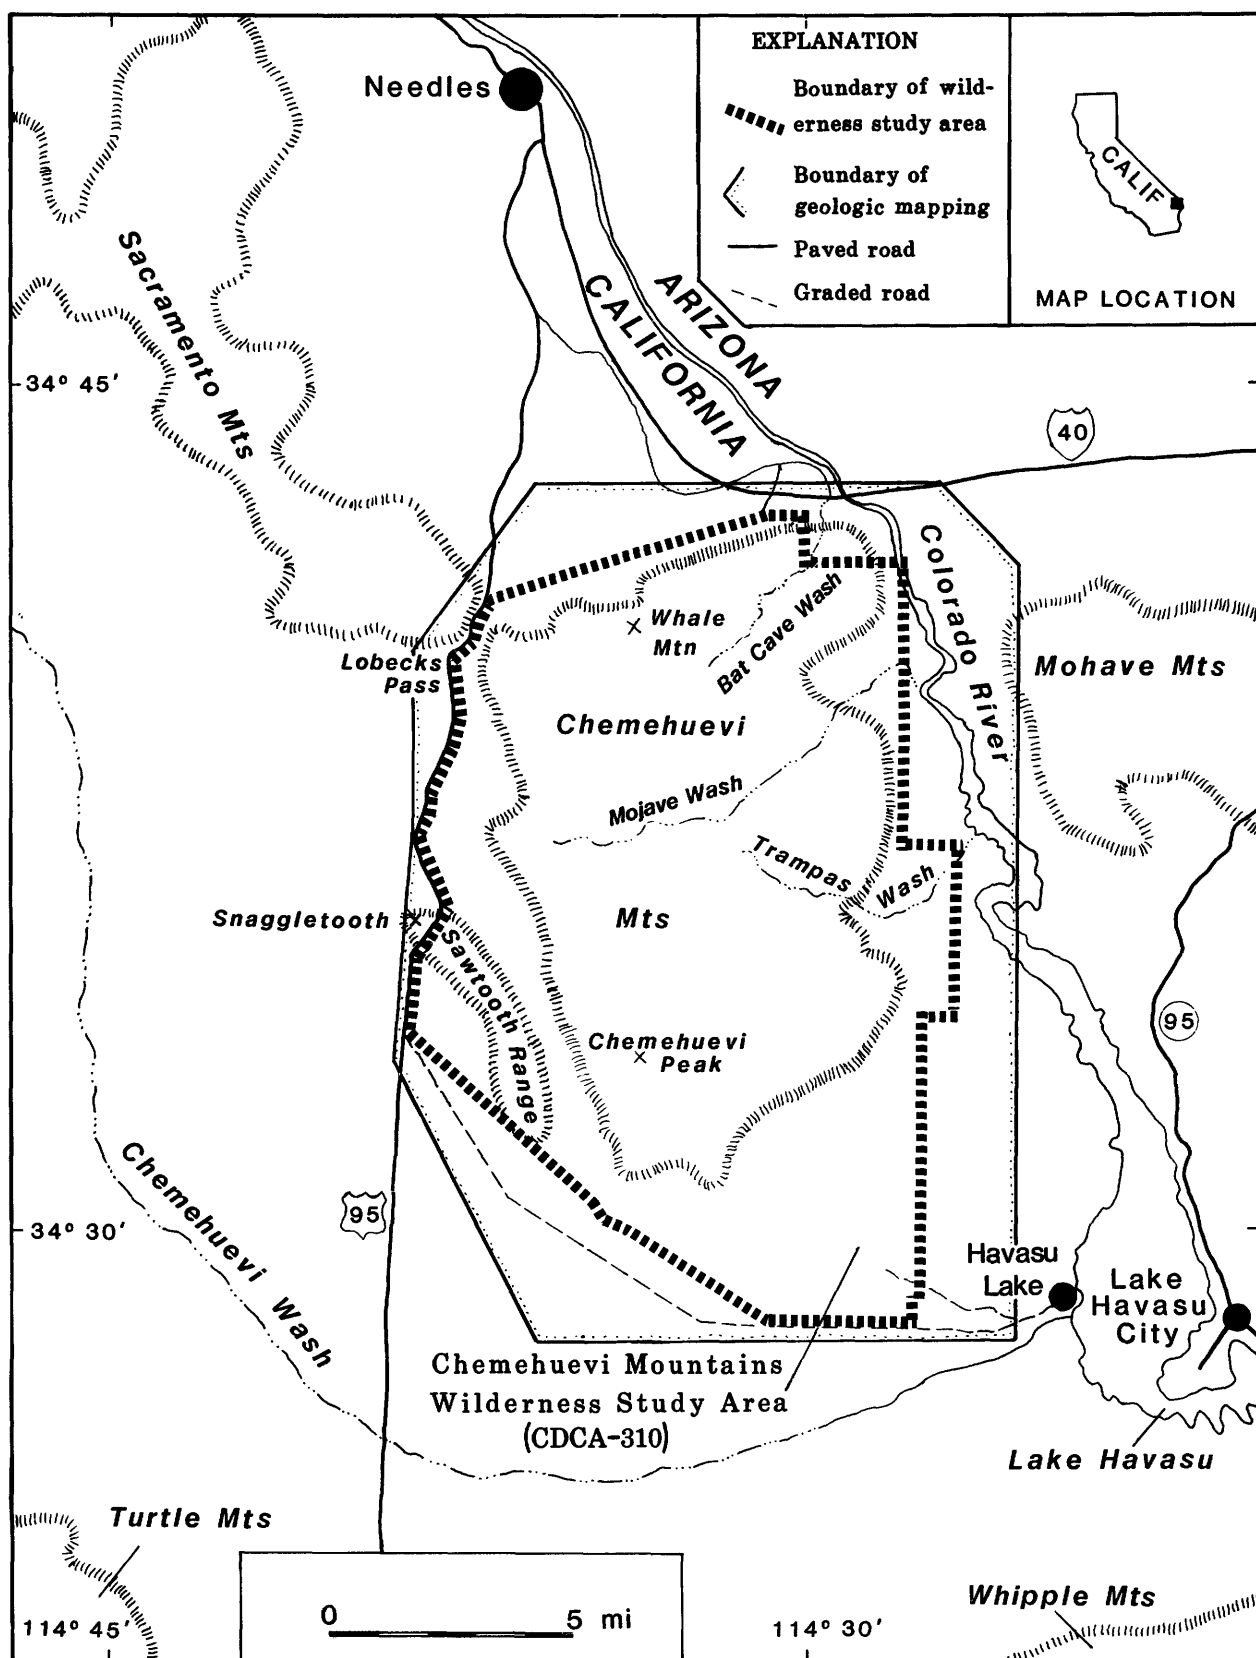 EXPLANATION
Boundary of wild-
erness study area
Boundary of
geologic mapping
Paved road
Graded road
CALIF
MAP LOCATION
Needles
Sacramento Mts
CALIFORNIA
ARIZONA
34° 45′
40
Colorado River
Whale
Mtn
Bat Cave Wash
Mohave Mts
Lobecks
Pass
Chemehuevi
Mojave Wash
Trampas
Wash
Snaggletooth
Mts
Sawtooth Range
95
Chemehuevi
Peak
Chemehuevi Wash
95
34° 30′
Havasu
Lake
Lake
Havasu
City
Chemehuevi Mountains
Wilderness Study Area
(CDCA-310)
Lake Havasu
Turtle Mts
Whipple Mts
0 5 mi
114° 45′
114° 30′